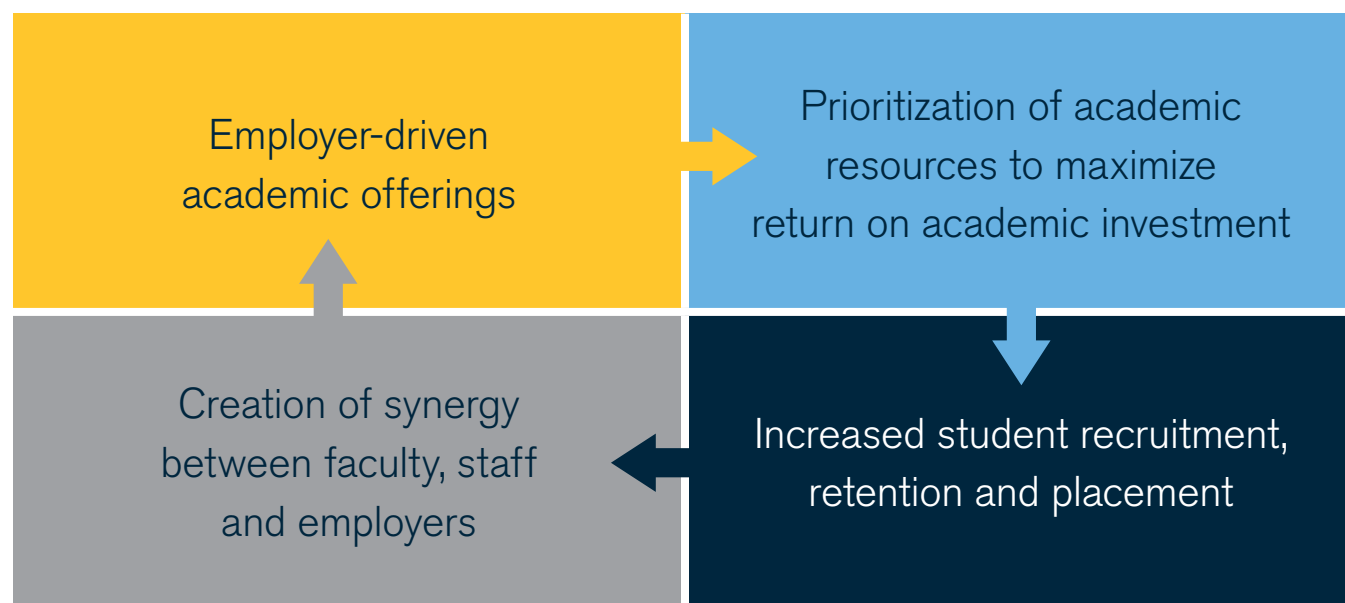 Employer-driven
academic offerings
Prioritization of academic
resources to maximize
return on academic investment
Creation of synergy
between faculty, staff
and employers
Increased student recruitment,
retention and placement